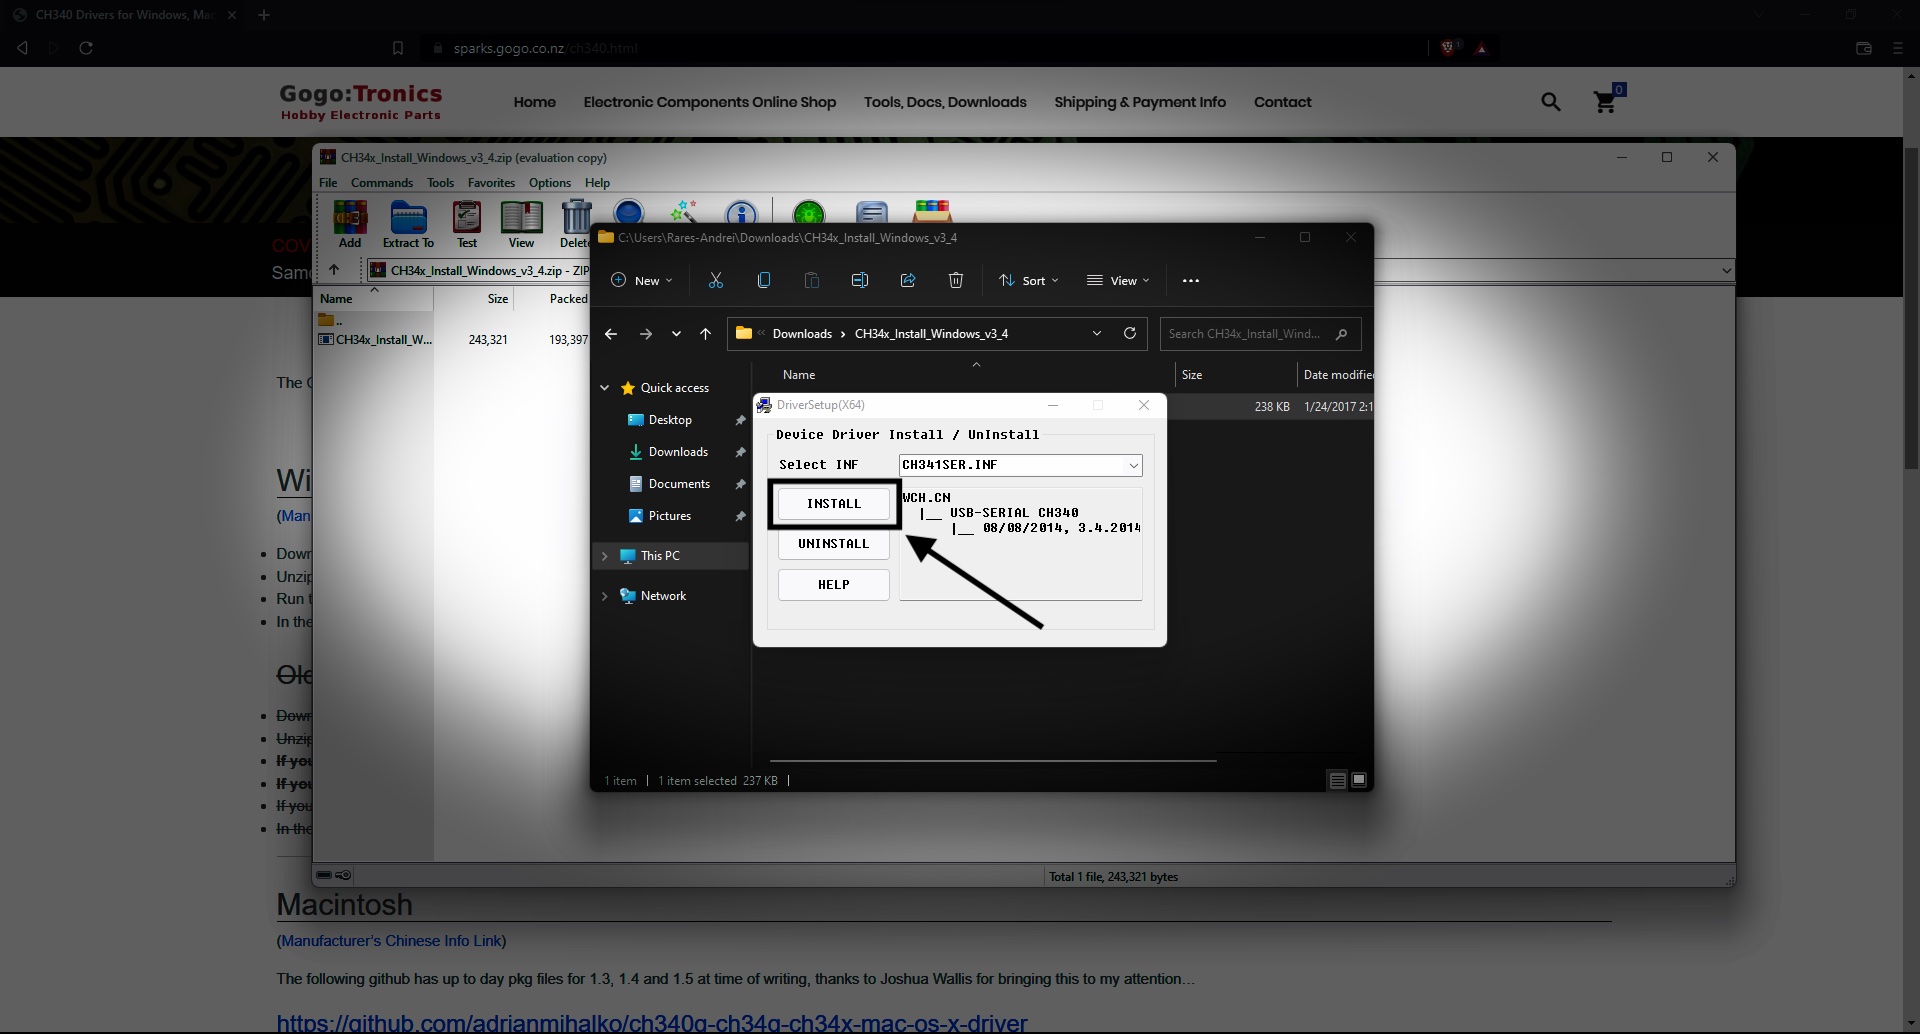 CH340 Drivers for Windows, Mac
sparks.gogo.co.nz/ch340.html
Gogo:Tronics
Hobby Electronic Parts
Home Electronic Components Online Shop Tools, Docs, Downloads Shipping & Payment Info Contact
0
CH34x_Install_Windows_v3_4.zip (evaluation copy)
File Commands Tools Favorites Options Help
Add Extract To Test View Delete
CH34x_Install_Windows_v3_4.zip - ZIP
Name Size Packed
..
CH34x_Install_W... 243,321 193,397
C:\Users\Rares-Andrei\Downloads\CH34x_Install_Windows_v3_4
New Sort View
Downloads CH34x_Install_Windows_v3_4 Search CH34x_Install_Wind...
Name Size Date modified
238 KB 1/24/2017 2:1
Quick access
Desktop
Downloads
Documents
Pictures
This PC
Network
DriverSetup(X64)
Device Driver Install / UnInstall
Select INF CH341SER.INF
INSTALL
UNINSTALL
HELP
WCH.CN
|__ USB-SERIAL CH340
|__ 08/08/2014, 3.4.2014
1 item 1 item selected 237 KB
Total 1 file, 243,321 bytes
COV
Sam
The
Wi
(Man
Down
Unzip
Run t
In the
Old
Down
Unzip
If you
If you
If you
In the
Macintosh
(Manufacturer's Chinese Info Link)
The following github has up to day pkg files for 1.3, 1.4 and 1.5 at time of writing, thanks to Joshua Wallis for bringing this to my attention...
https://github.com/adrianmihalko/ch340g-ch34g-ch34x-mac-os-x-driver